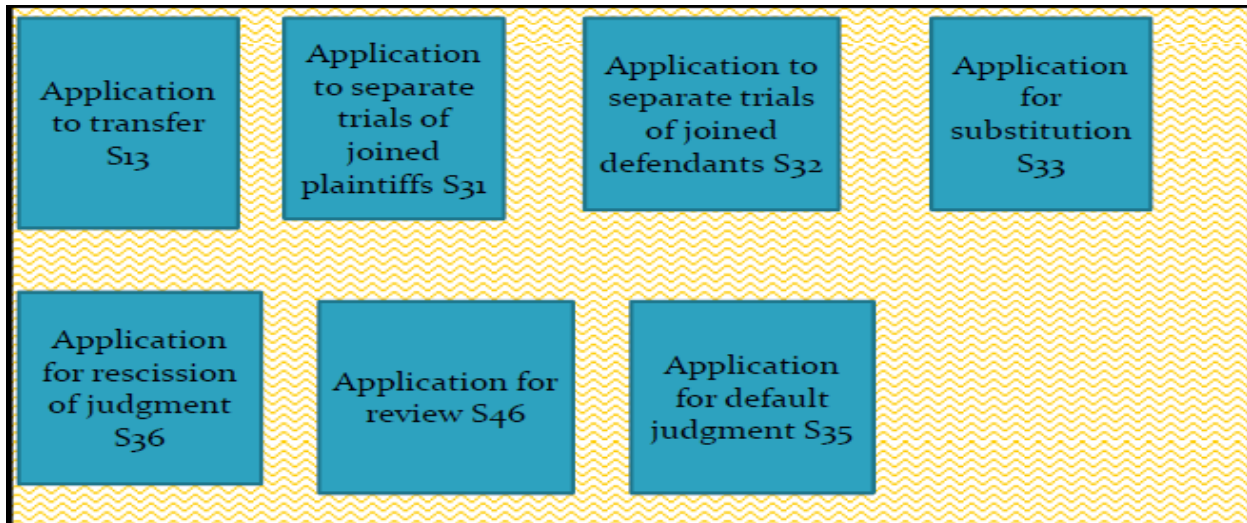 Application
to transfer
S13
Application
to separate
trials of
joined
plaintiffs S31
Application to
separate trials
of joined
defendants S32
Application
for
substitution
S33
Application
for rescission
of judgment
S36
Application for
review S46
Application
for default
judgment S35